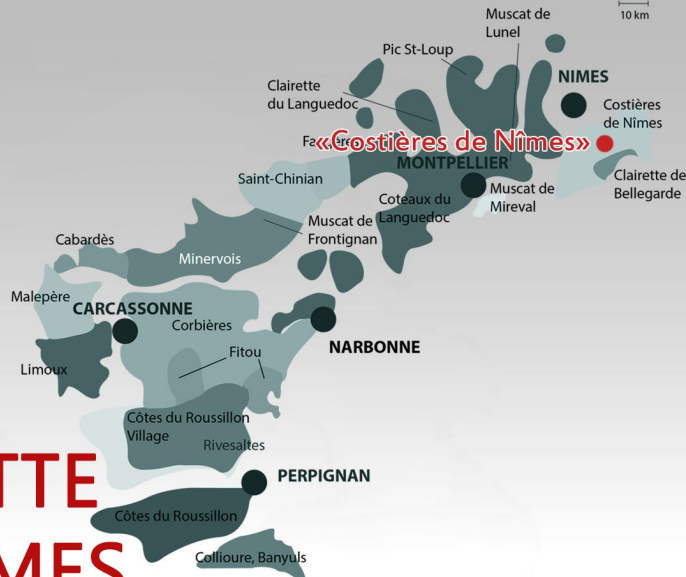 10 km
Muscat de
Lunel
Pic St-Loup
NIMES
Clairette
du Languedoc
Costières
de Nîmes
«Costières de Nîmes»
MONTPELLIER
Clairette de
Bellegarde
Saint-Chinian
Muscat de
Mireval
Coteaux du
Languedoc
Muscat de
Frontignan
Cabardès
Minervois
Malepère
CARCASSONNE
Corbières
NARBONNE
Fitou
Limoux
Côtes du Roussillon
Village
Rivesaltes
PERPIGNAN
Côtes du Roussillon
Collioure, Banyuls
TTE
MES